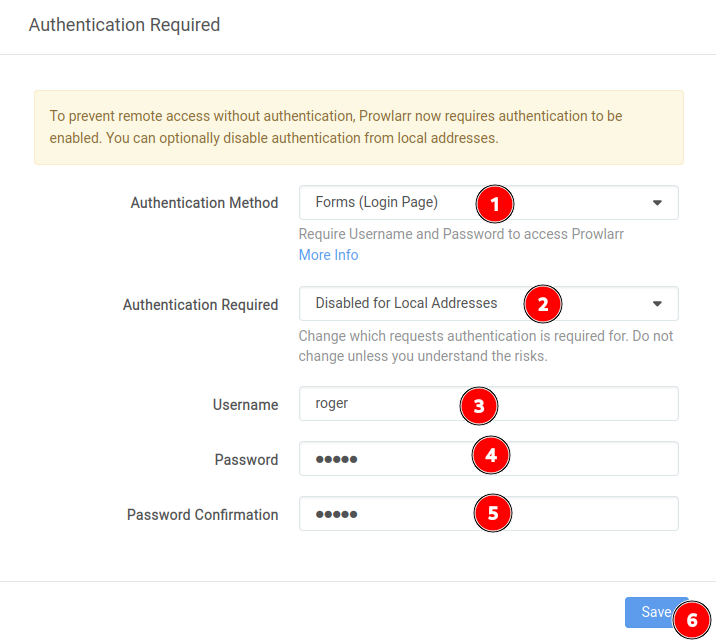 Authentication Required
To prevent remote access without authentication, Prowlarr now requires authentication to be
enabled. You can optionally disable authentication from local addresses.
Authentication Method Forms (Login Page) 1
Require Username and Password to access Prowlarr
More Info
Authentication Required Disabled for Local Addresses 2
Change which requests authentication is required for. Do not
change unless you understand the risks.
Username roger 3
Password ●●●●● 4
Password Confirmation ●●●●● 5
Save 6